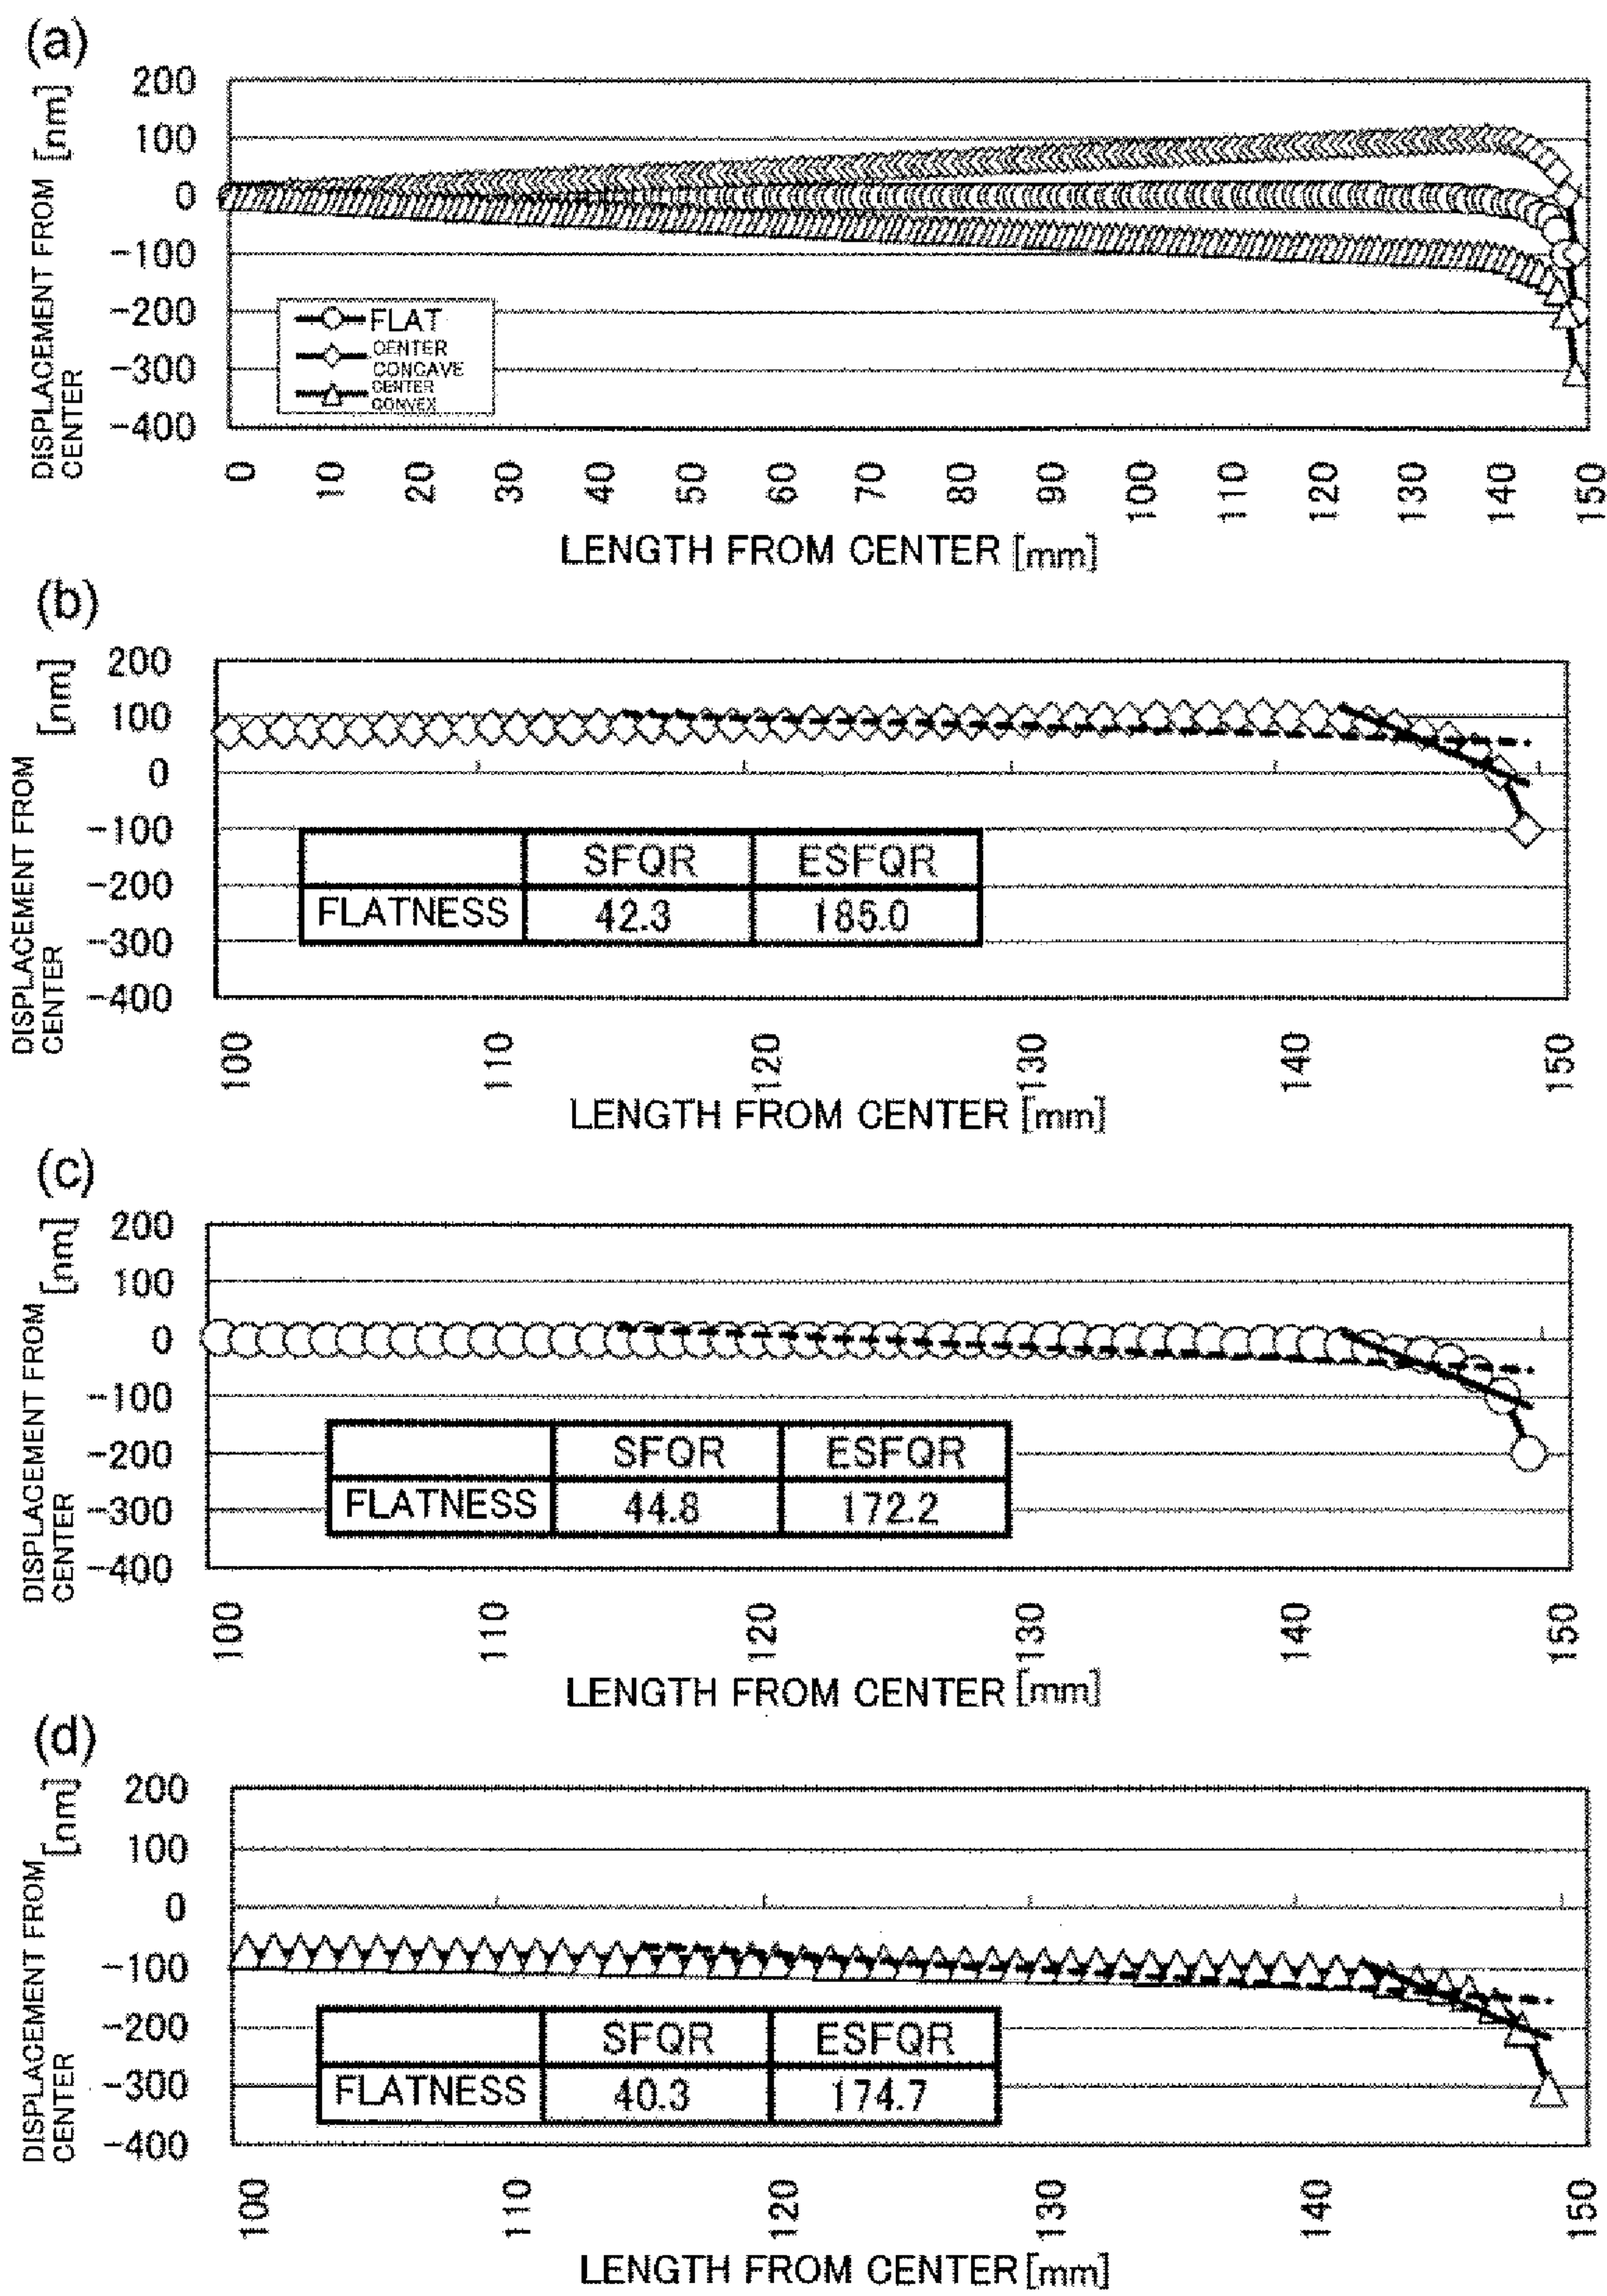 (a)
DISPLACEMENT FROM CENTER [nm]
200
100
0
-100
-200
-300
-400
FLAT
CENTER
CONCAVE
CENTER
CONVEX
0 10 20 30 40 50 60 70 80 90 100 110 120 130 140 150
LENGTH FROM CENTER [mm]
(b)
DISPLACEMENT FROM CENTER [nm]
200
100
0
-100
-200
-300
-400
SFQR ESFQR
FLATNESS 42.3 185.0
100 110 120 130 140 150
LENGTH FROM CENTER [mm]
(c)
DISPLACEMENT FROM CENTER [nm]
200
100
0
-100
-200
-300
-400
SFQR ESFQR
FLATNESS 44.8 172.2
100 110 120 130 140 150
LENGTH FROM CENTER [mm]
(d)
DISPLACEMENT FROM CENTER [nm]
200
100
0
-100
-200
-300
-400
SFQR ESFQR
FLATNESS 40.3 174.7
100 110 120 130 140 150
LENGTH FROM CENTER [mm]